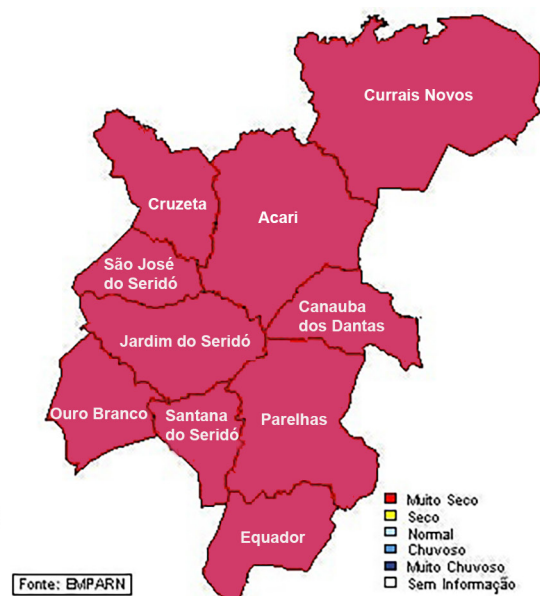 Currais Novos
Cruzeta
Acari
São José
do Seridó
Canauba
dos Dantas
Jardim do Seridó
Ouro Branco
Santana
do Seridó
Parelhas
Equador
Muito Seco
Seco
Normal
Chuvoso
Muito Chuvoso
Sem Informação
Fonte: EMPARN